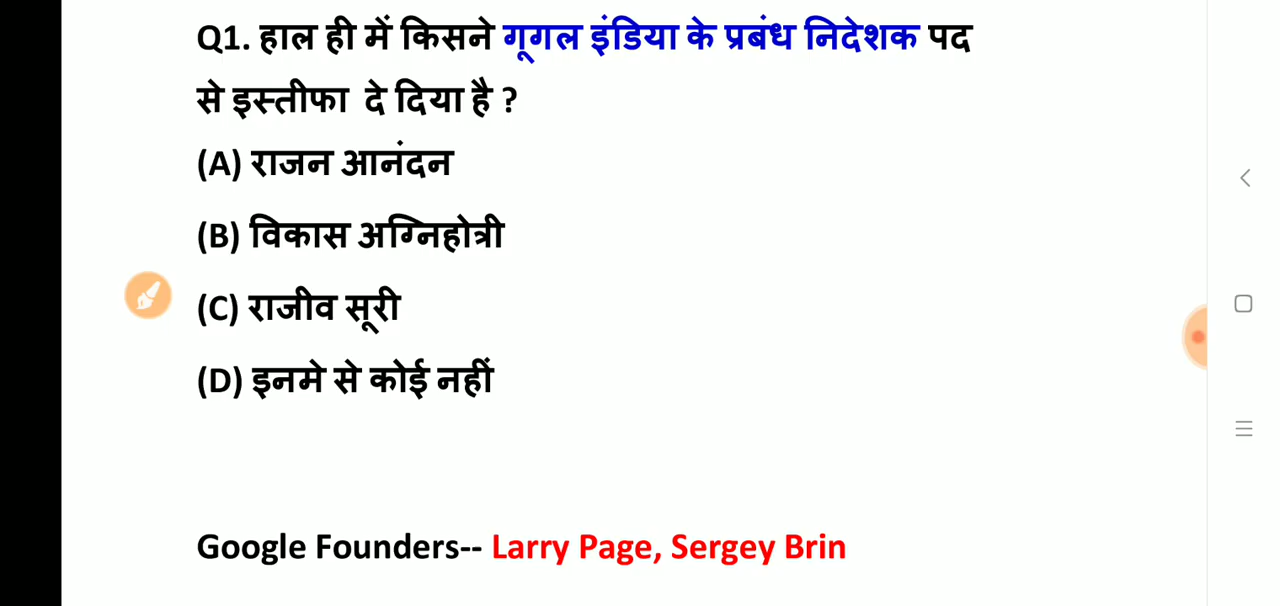 Q1. हाल ही में किसने गूगल इंडिया के प्रबंध निदेशक पद
से इस्तीफा दे दिया है ?
(A) राजन आनंदन
(B) विकास अग्निहोत्री
(C) राजीव सूरी
(D) इनमे से कोई नहीं
Google Founders-- Larry Page, Sergey Brin